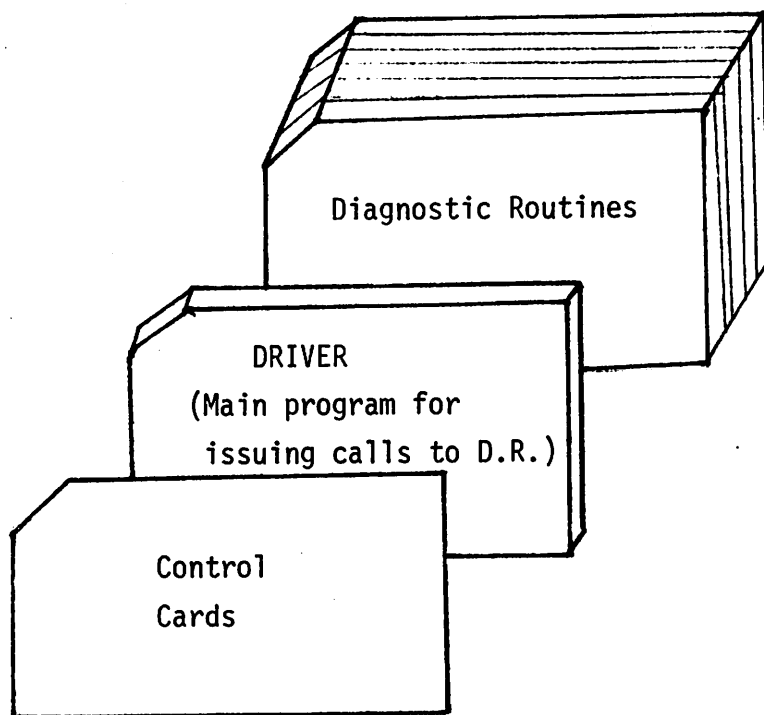 Diagnostic Routines
DRIVER
(Main program for
issuing calls to D.R.)
Control
Cards